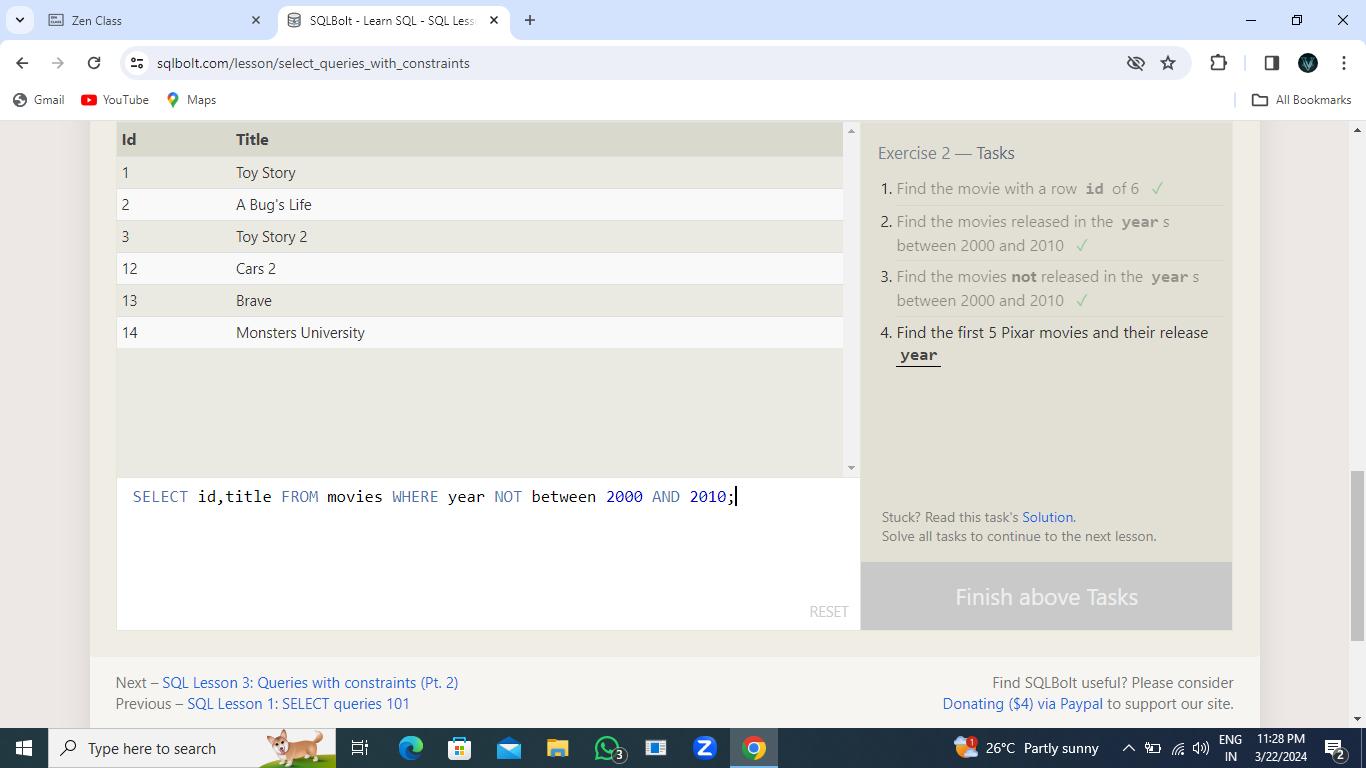 Zen Class
SQLBolt - Learn SQL - SQL Less
sqlbolt.com/lesson/select_queries_with_constraints
Gmail
YouTube
Maps
All Bookmarks
Id Title
1 Toy Story
2 A Bug's Life
3 Toy Story 2
12 Cars 2
13 Brave
14 Monsters University
SELECT id,title FROM movies WHERE year NOT between 2000 AND 2010;
RESET
Exercise 2 — Tasks
1. Find the movie with a row id of 6 ✓
2. Find the movies released in the year s
between 2000 and 2010 ✓
3. Find the movies not released in the year s
between 2000 and 2010 ✓
4. Find the first 5 Pixar movies and their release
year
Stuck? Read this task's Solution.
Solve all tasks to continue to the next lesson.
Finish above Tasks
Next – SQL Lesson 3: Queries with constraints (Pt. 2)
Previous – SQL Lesson 1: SELECT queries 101
Find SQLBolt useful? Please consider
Donating ($4) via Paypal to support our site.
Type here to search
3
1
26°C Partly sunny
ENG
IN
11:28 PM
3/22/2024
2